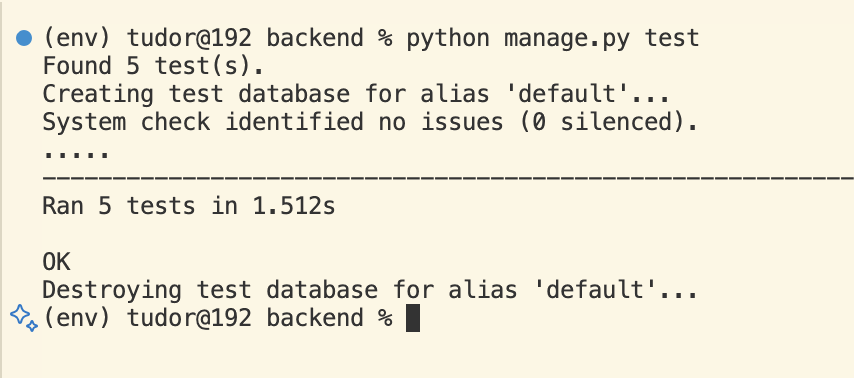 (env) tudor@192 backend % python manage.py test
Found 5 test(s).
Creating test database for alias 'default'...
System check identified no issues (0 silenced).
.....
----------------------------------------------------------
Ran 5 tests in 1.512s

OK
Destroying test database for alias 'default'...
(env) tudor@192 backend %